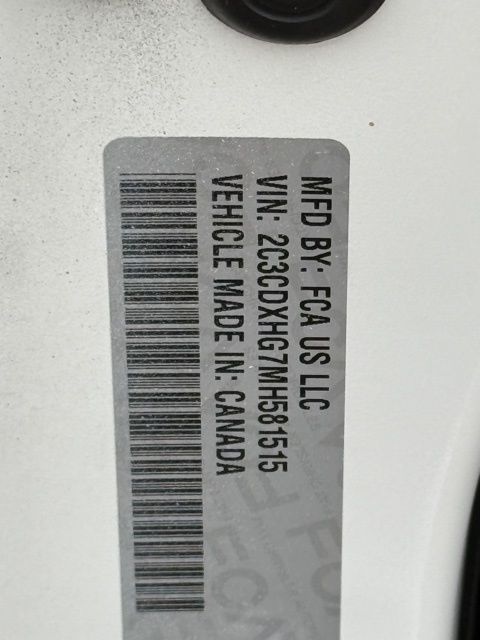 MFD BY: FCA US LLC
VIN: 2C3CDXHG7MH581515
VEHICLE MADE IN: CANADA